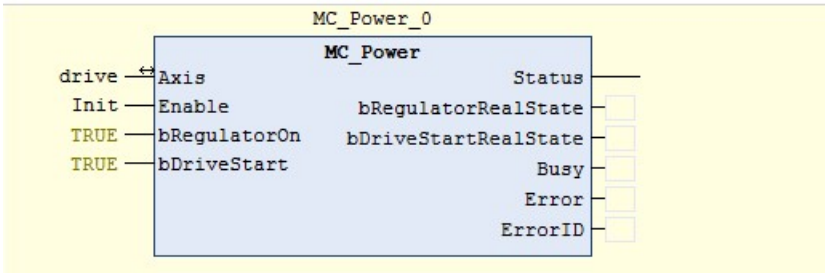 MC_Power_0
MC_Power
drive Axis Status
Init Enable bRegulatorRealState
TRUE bRegulatorOn bDriveStartRealState
TRUE bDriveStart Busy
Error
ErrorID